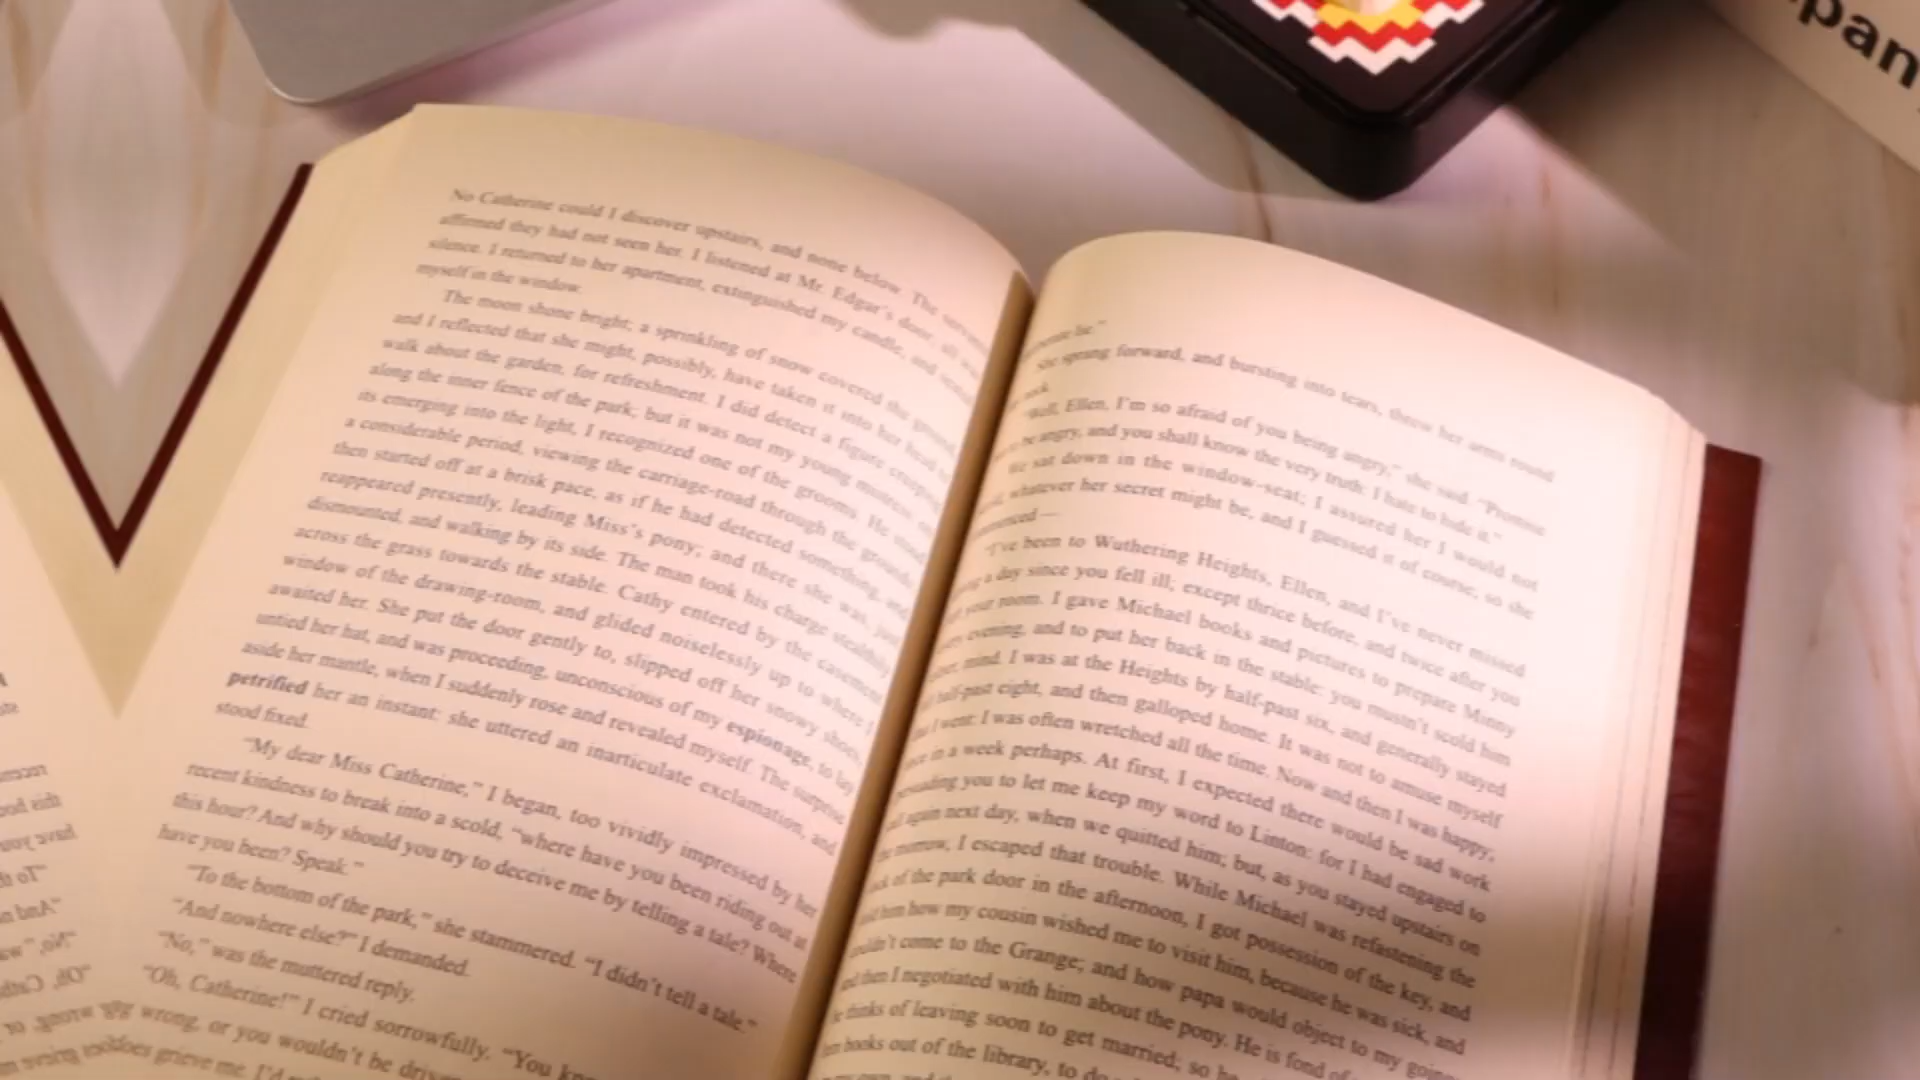 No Catherine could I discover upstairs, and none below. The
affirmed they had not seen her. I listened at Mr. Edgar's door; all was
silence. I returned to her apartment, extinguished my candle, and seated
myself in the window.
The moon shone bright; a sprinkling of snow covered the ground,
and I reflected that she might, possibly, have taken it into her head to
walk about the garden, for refreshment. I did detect a figure creeping
along the inner fence of the park; but it was not my young mistress: on
its emerging into the light, I recognized one of the grooms. He stood
a considerable period, viewing the carriage-road through the grounds;
then started off at a brisk pace, as if he had detected something, and
reappeared presently, leading Miss's pony; and there she was, just
dismounted, and walking by its side. The man took his charge stealthily
across the grass towards the stable. Cathy entered by the casement
window of the drawing-room, and glided noiselessly up to where I
awaited her. She put the door gently to, slipped off her snowy shoes,
untied her hat, and was proceeding, unconscious of my espionage, to lay
aside her mantle, when I suddenly rose and revealed myself. The surprise
petrified her an instant: she uttered an inarticulate exclamation, and
stood fixed.
"My dear Miss Catherine," I began, too vividly impressed by her
recent kindness to break into a scold, "where have you been riding out at
this hour? And why should you try to deceive me by telling a tale? Where
have you been? Speak."
"To the bottom of the park," she stammered. "I didn't tell a tale."
"And nowhere else?" I demanded.
"No," was the muttered reply.
"Oh, Catherine!" I cried sorrowfully. "You
wrong, or you wouldn't be
grieve me. I'd
lie."
She sprang forward, and bursting into tears, threw her arms round
neck.
"Well, Ellen, I'm so afraid of you being angry," she said. "Promise
to be angry, and you shall know the very truth: I hate to hide it."
We sat down in the window-seat; I assured her I would not
whatever her secret might be, and I guessed it of course, so she
"I've been to Wuthering Heights, Ellen, and I've never missed
a day since you fell ill; except thrice before, and twice after you
your room. I gave Michael books and pictures to prepare Minny
evening, and to put her back in the stable: you mustn't scold him
mind. I was at the Heights by half-past six, and generally stayed
half-past eight, and then galloped home. It was not to amuse myself
I went: I was often wretched all the time. Now and then I was happy,
in a week perhaps. At first, I expected there would be sad work
you to let me keep my word to Linton: for I had engaged to
again next day, when we quitted him; but, as you stayed upstairs on
morrow, I escaped that trouble. While Michael was refastening the
of the park door in the afternoon, I got possession of the key, and
him how my cousin wished me to visit him, because he was sick, and
couldn't come to the Grange; and how papa would object to my going
and then I negotiated with him about the pony. He is fond of
thinks of leaving soon to get married; so he
books out of the library, to do
pan